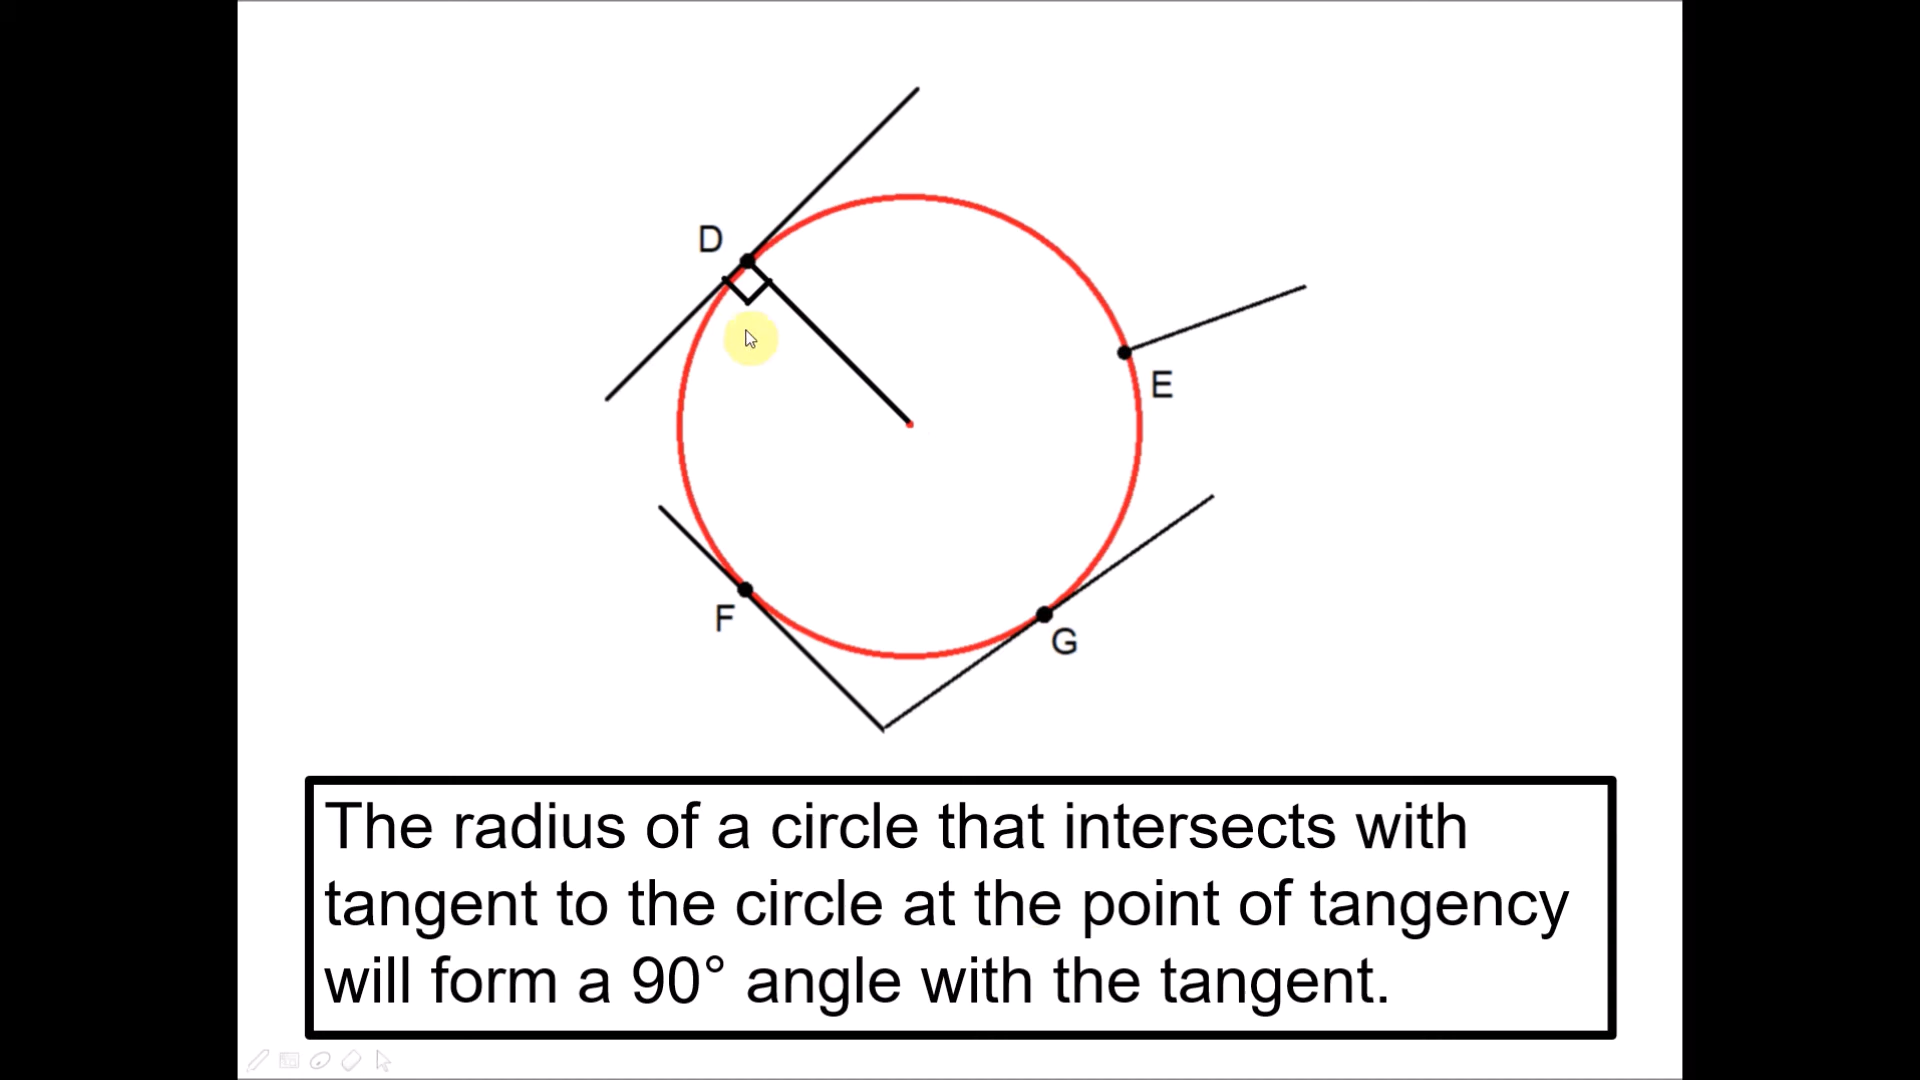 D
E
F
G
The radius of a circle that intersects with
tangent to the circle at the point of tangency
will form a 90° angle with the tangent.